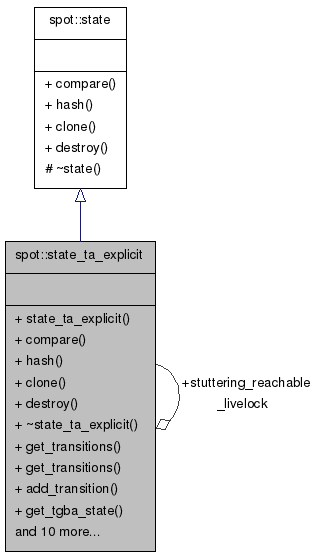 spot::state
+ compare()
+ hash()
+ clone()
+ destroy()
# ~state()
spot::state_ta_explicit
+ state_ta_explicit()
+ compare()
+ hash()
+ clone()
+ destroy()
+ ~state_ta_explicit()
+ get_transitions()
+ get_transitions()
+ add_transition()
+ get_tgba_state()
and 10 more...
+stuttering_reachable
_livelock